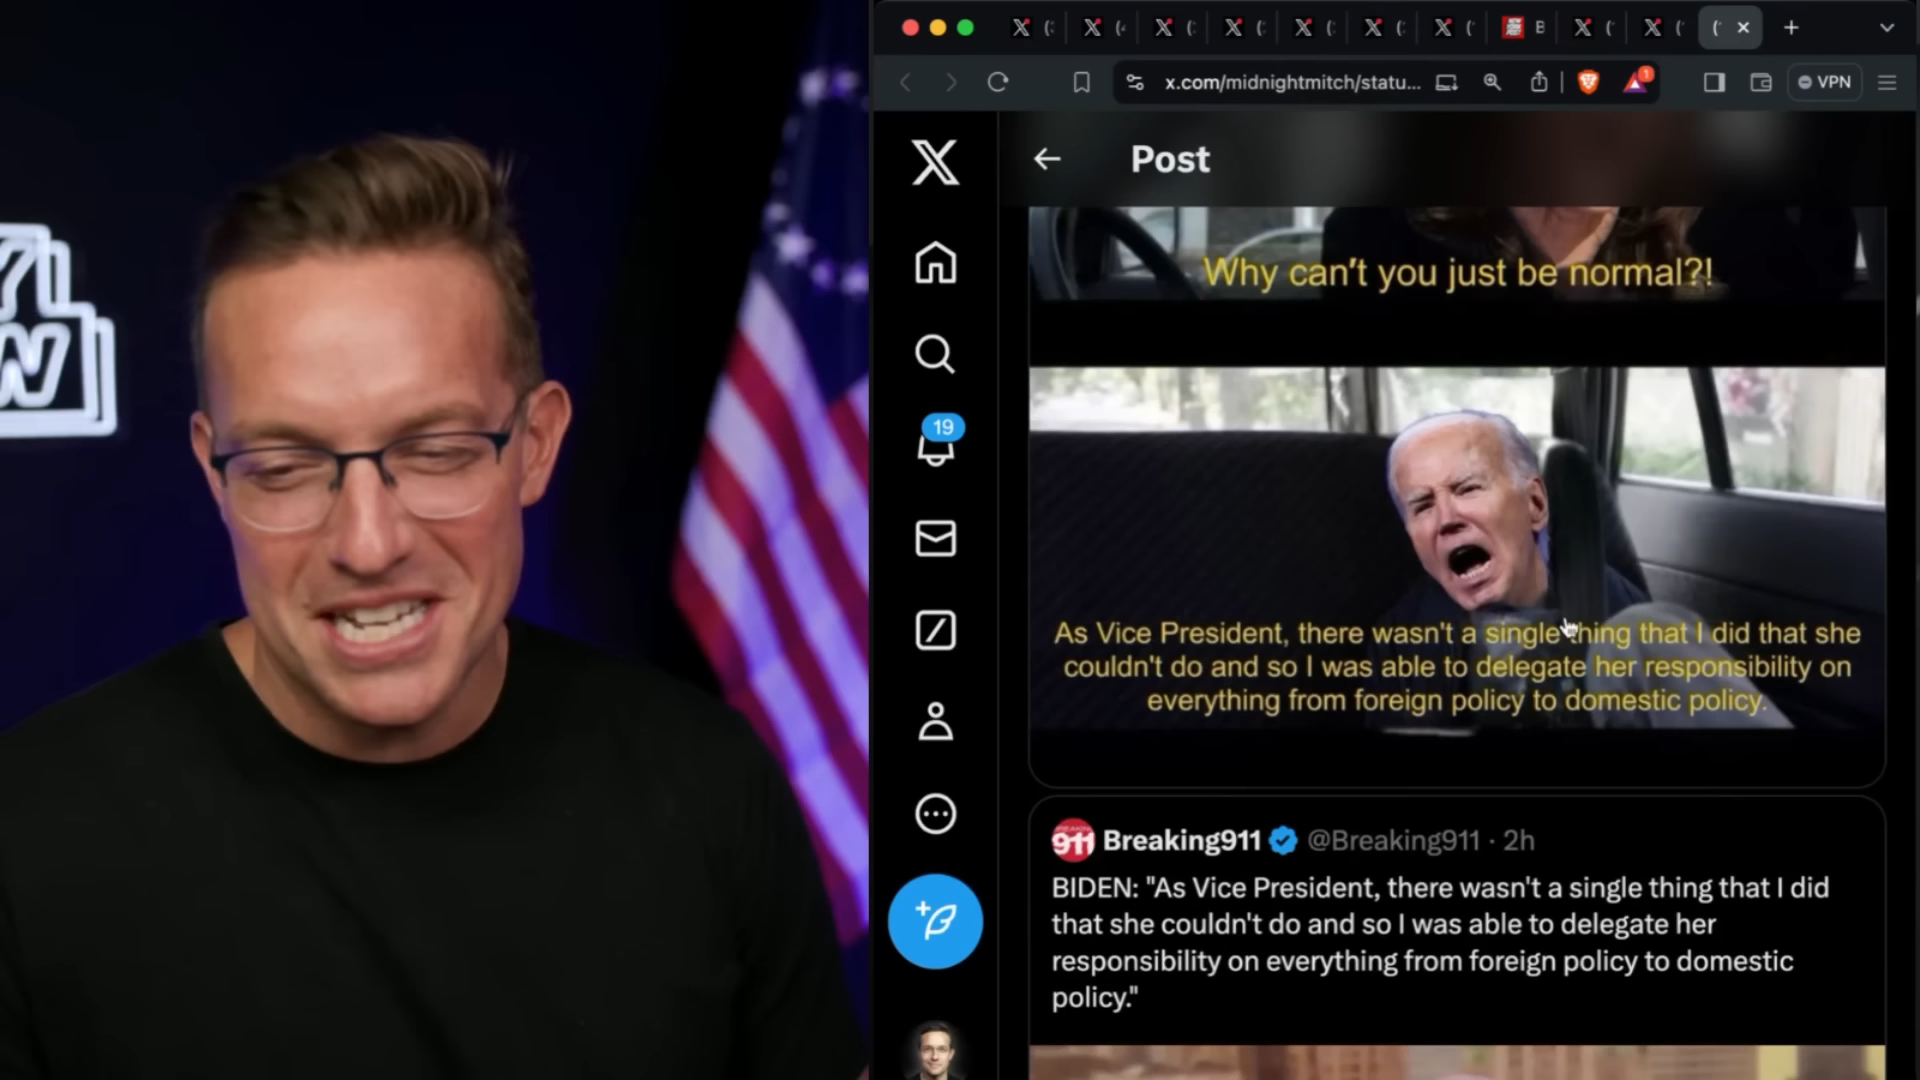 Y
W
x.com/midnightmitch/statu...
1
VPN
Post
Why can't you just be normal?!
19
As Vice President, there wasn't a single thing that I did that she
couldn't do and so I was able to delegate her responsibility on
everything from foreign policy to domestic policy.
911 Breaking911 @Breaking911 · 2h
BIDEN: "As Vice President, there wasn't a single thing that I did
that she couldn't do and so I was able to delegate her
responsibility on everything from foreign policy to domestic
policy."